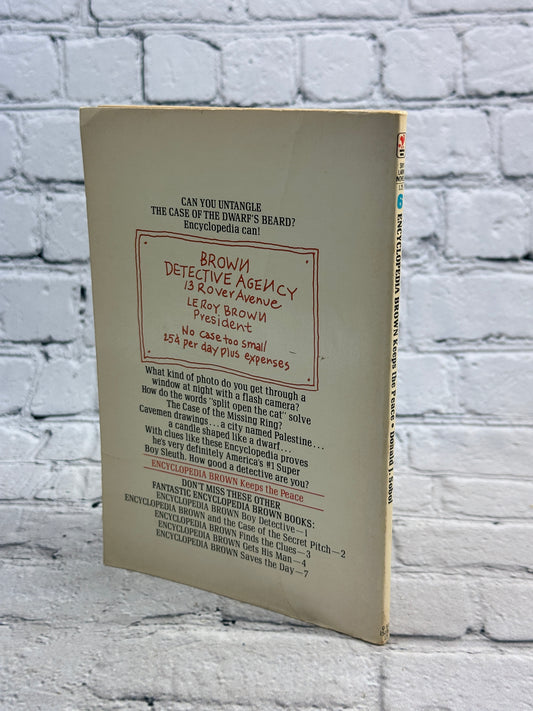 CAN YOU UNTANGLE
THE CASE OF THE DWARF'S BEARD?
Encyclopedia can!
BROWN
DETECTIVE AGENCY
13 Rover Avenue
LEROY BROWN
President
No case too small
25¢ per day plus expenses
What kind of photo do you get through a
window at night with a flash camera?
How do the words "split open the cat" solve
The Case of the Missing Ring?
Cavemen drawings...a city named Palestine...
a candle shaped like a dwarf...
With clues like these Encyclopedia proves
he's very definitely America's #1 Super
Boy Sleuth. How good a detective are you?
ENCYCLOPEDIA BROWN Keeps the Peace
DON'T MISS THESE OTHER
FANTASTIC ENCYCLOPEDIA BROWN BOOKS:
ENCYCLOPEDIA BROWN Boy Detective—1
ENCYCLOPEDIA BROWN and the Case of the Secret Pitch—2
ENCYCLOPEDIA BROWN Finds the Clues—3
ENCYCLOPEDIA BROWN Gets His Man—4
ENCYCLOPEDIA BROWN Saves the Day—7
6 ENCYCLOPEDIA BROWN Keeps the Peace • Donald J. Sobol